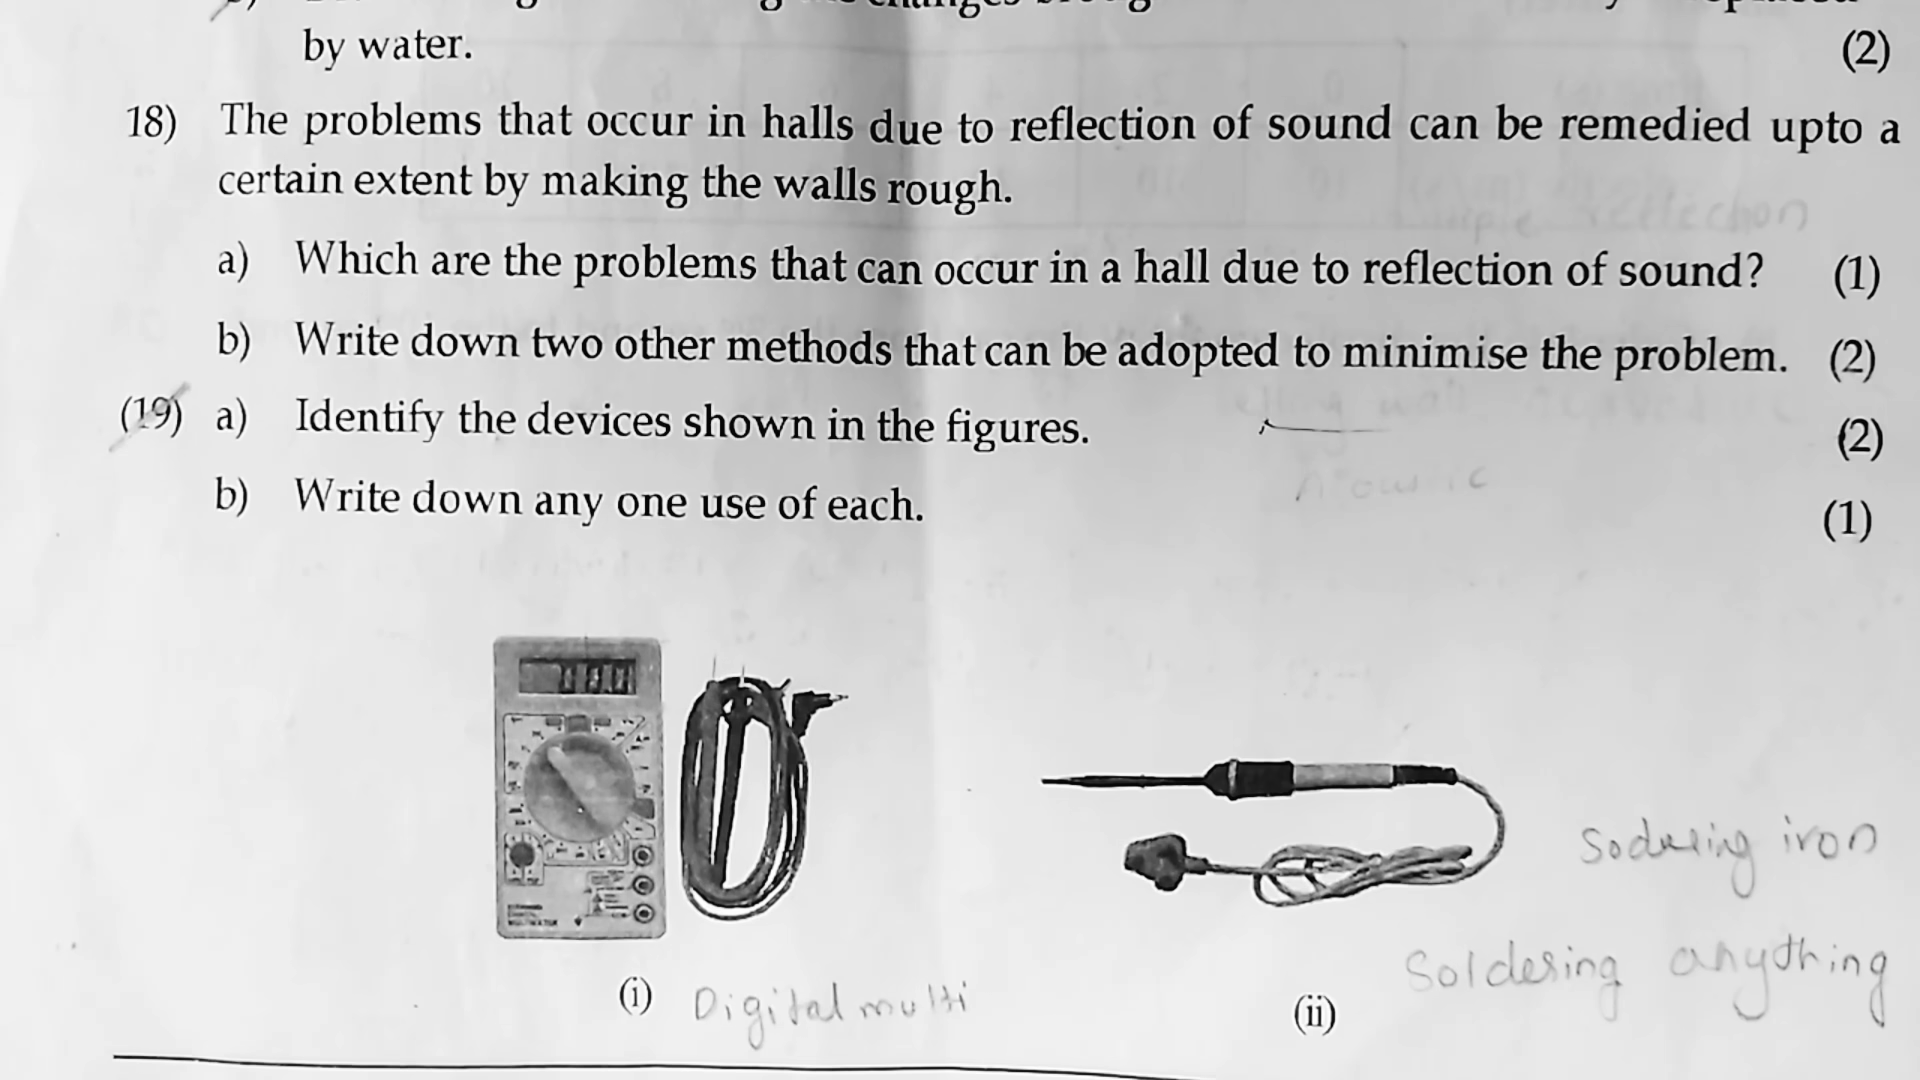 by water. (2)
18) The problems that occur in halls due to reflection of sound can be remedied upto a
certain extent by making the walls rough.
reflection
a) Which are the problems that can occur in a hall due to reflection of sound? (1)
b) Write down two other methods that can be adopted to minimise the problem. (2)
(19) a) Identify the devices shown in the figures. (2)
b) Write down any one use of each. (1)
Sodering iron
Soldering anything
(i) Digital multi
(ii)